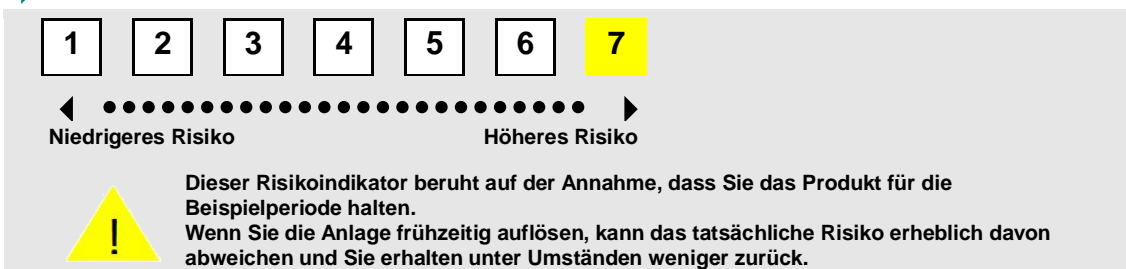 1 2 3 4 5 6 7
Niedrigeres Risiko Höheres Risiko
Dieser Risikoindikator beruht auf der Annahme, dass Sie das Produkt für die
Beispielperiode halten.
!
Wenn Sie die Anlage frühzeitig auflösen, kann das tatsächliche Risiko erheblich davon
abweichen und Sie erhalten unter Umständen weniger zurück.